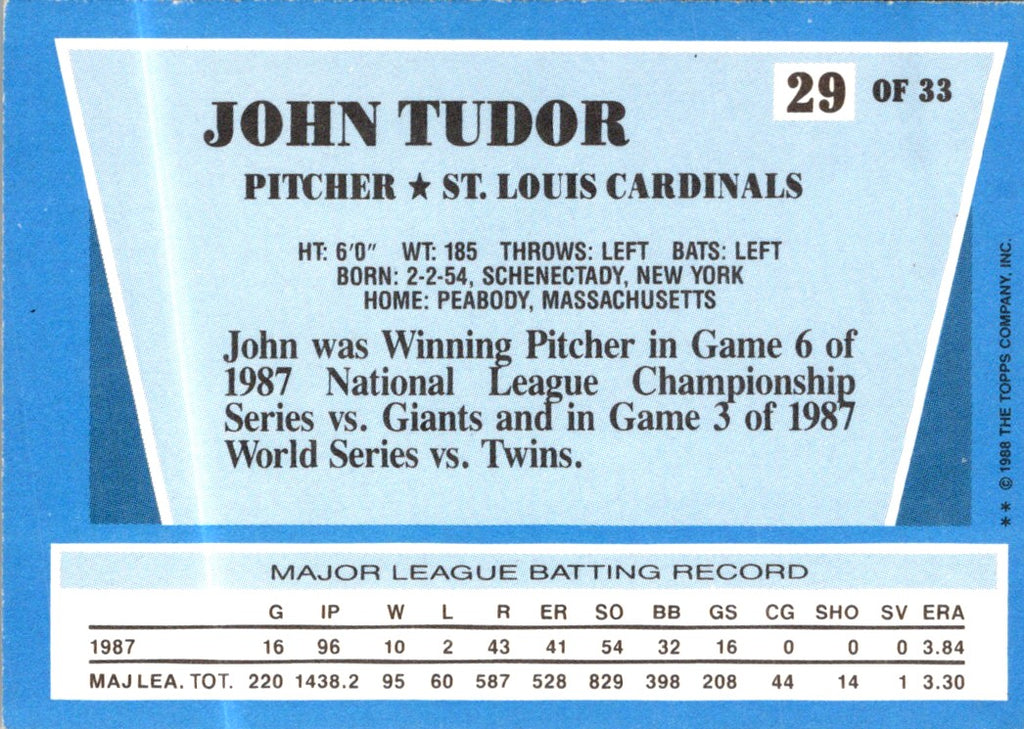 29 OF 33
JOHN TUDOR
PITCHER ★ ST. LOUIS CARDINALS
HT: 6'0" WT: 185 THROWS: LEFT BATS: LEFT
BORN: 2-2-54, SCHENECTADY, NEW YORK
HOME: PEABODY, MASSACHUSETTS
John was Winning Pitcher in Game 6 of
1987 National League Championship
Series vs. Giants and in Game 3 of 1987
World Series vs. Twins.
** © 1988 THE TOPPS COMPANY, INC.
MAJOR LEAGUE BATTING RECORD
G IP W L R ER SO BB GS CG SHO SV ERA
1987 16 96 10 2 43 41 54 32 16 0 0 0 3.84
MAJ LEA. TOT. 220 1438.2 95 60 587 528 829 398 208 44 14 1 3.30